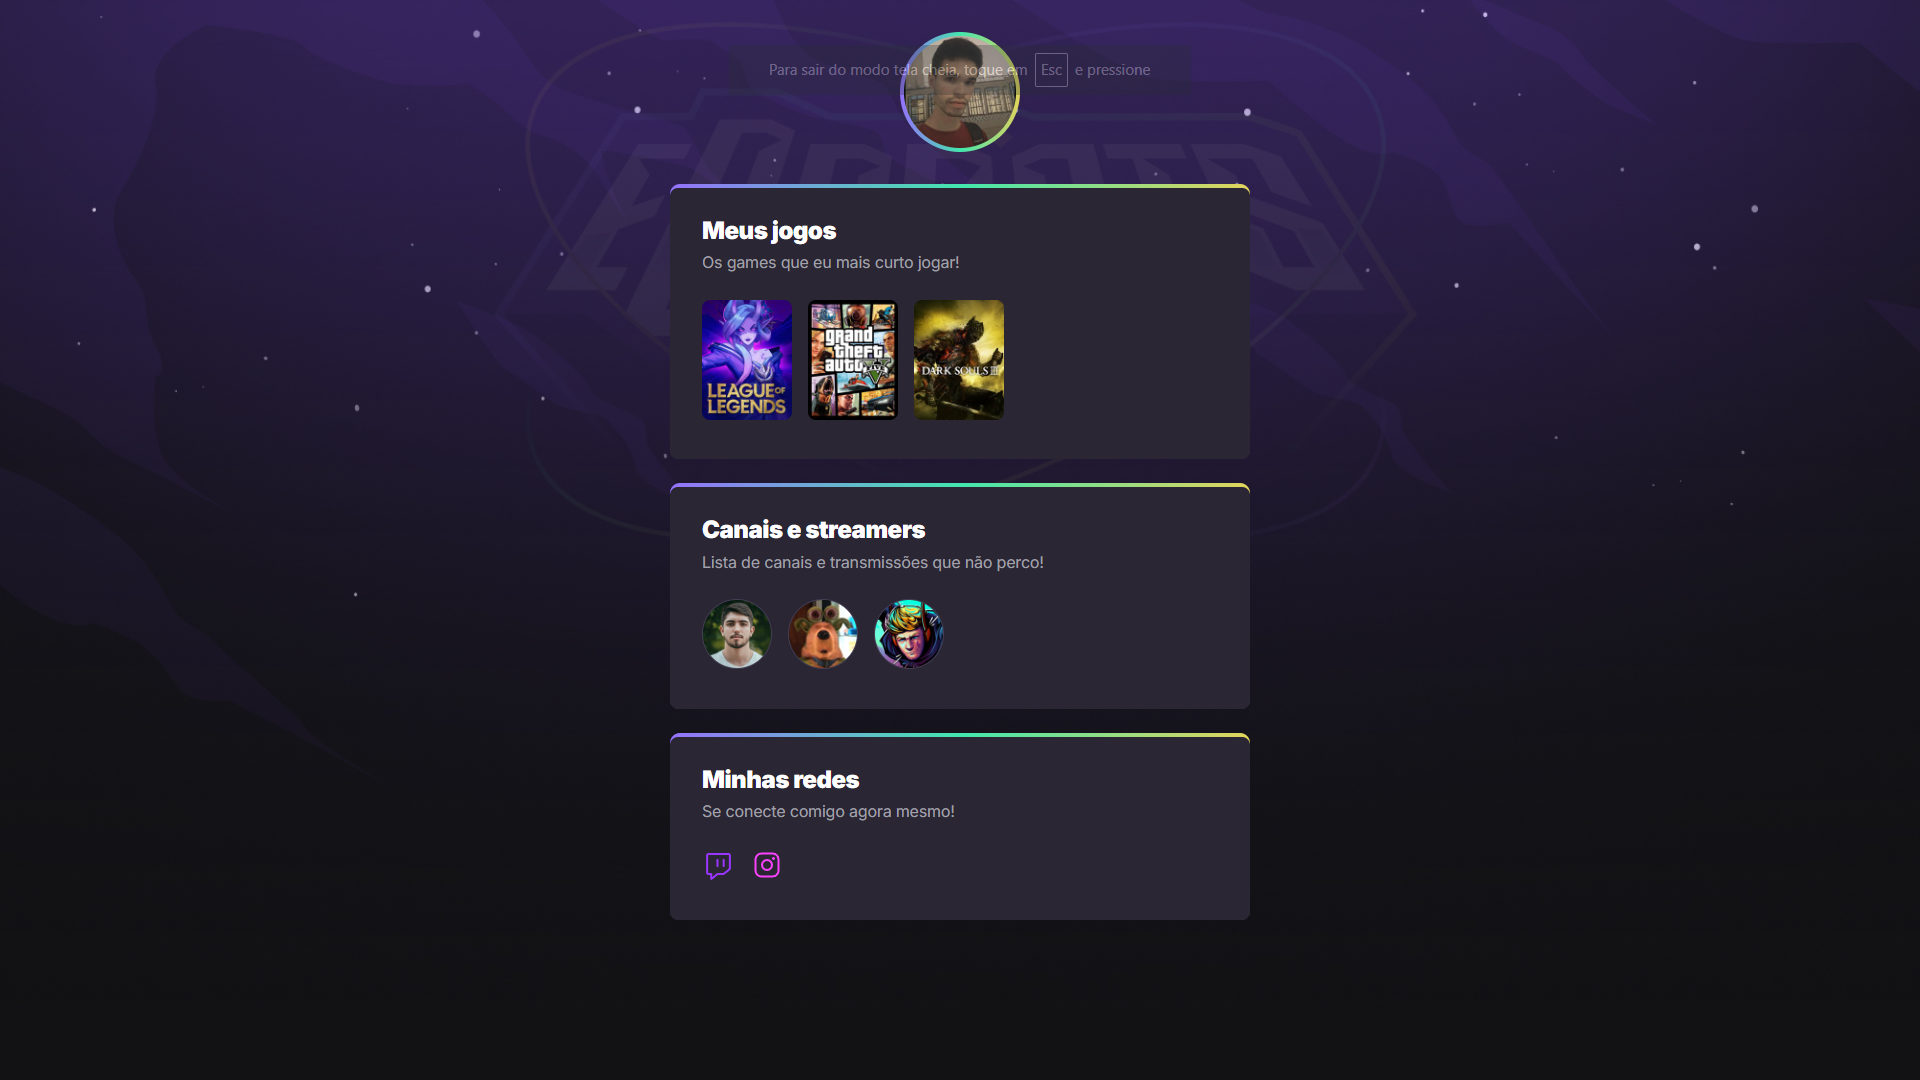 Para sair do modo tela cheia, toque em Esc e pressione
Meus jogos
Os games que eu mais curto jogar!
LEAGUE OF
LEGENDS
grand
theft
auto
FIVE
DARK SOULS III
Canais e streamers
Lista de canais e transmissões que não perco!
Minhas redes
Se conecte comigo agora mesmo!